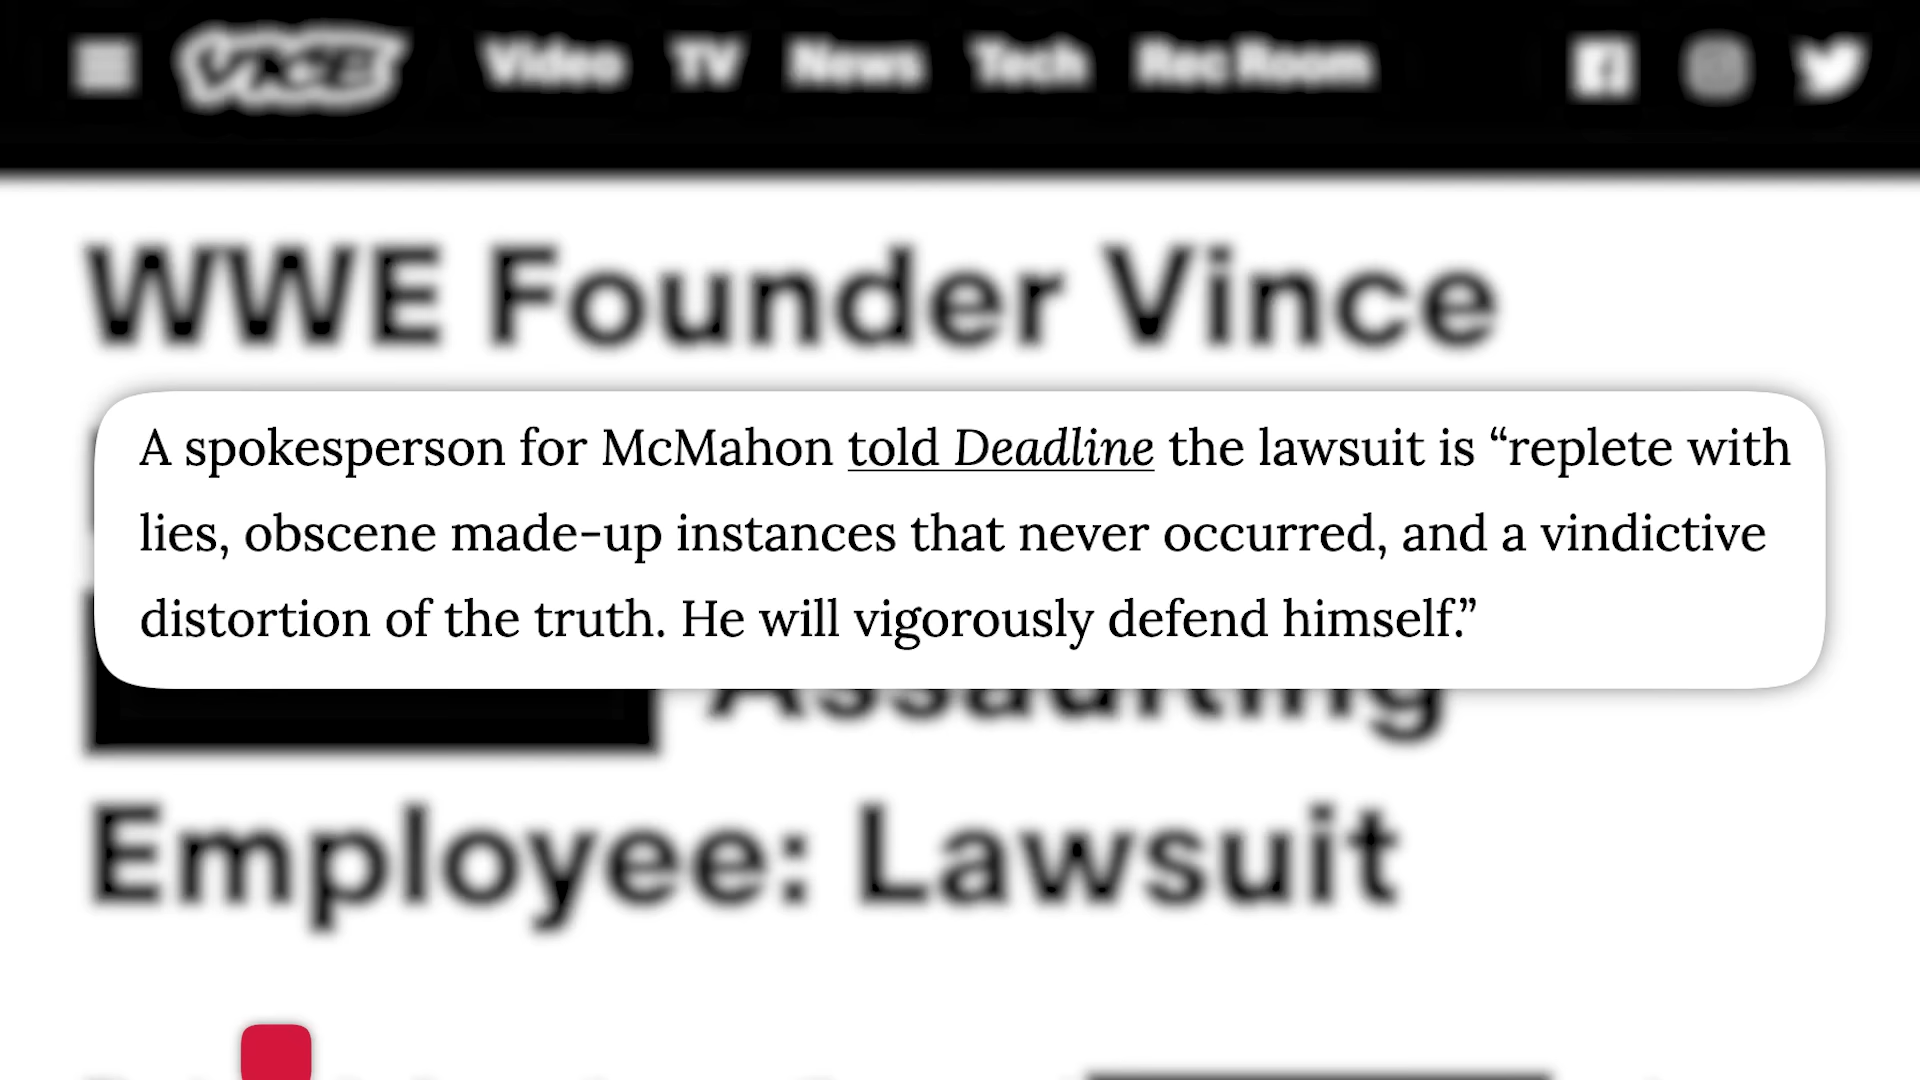 VICE Video TV News Tech Rec Room
WWE Founder Vince
A spokesperson for McMahon told Deadline the lawsuit is “replete with
lies, obscene made-up instances that never occurred, and a vindictive
distortion of the truth. He will vigorously defend himself.”
Assaulting
Employee: Lawsuit